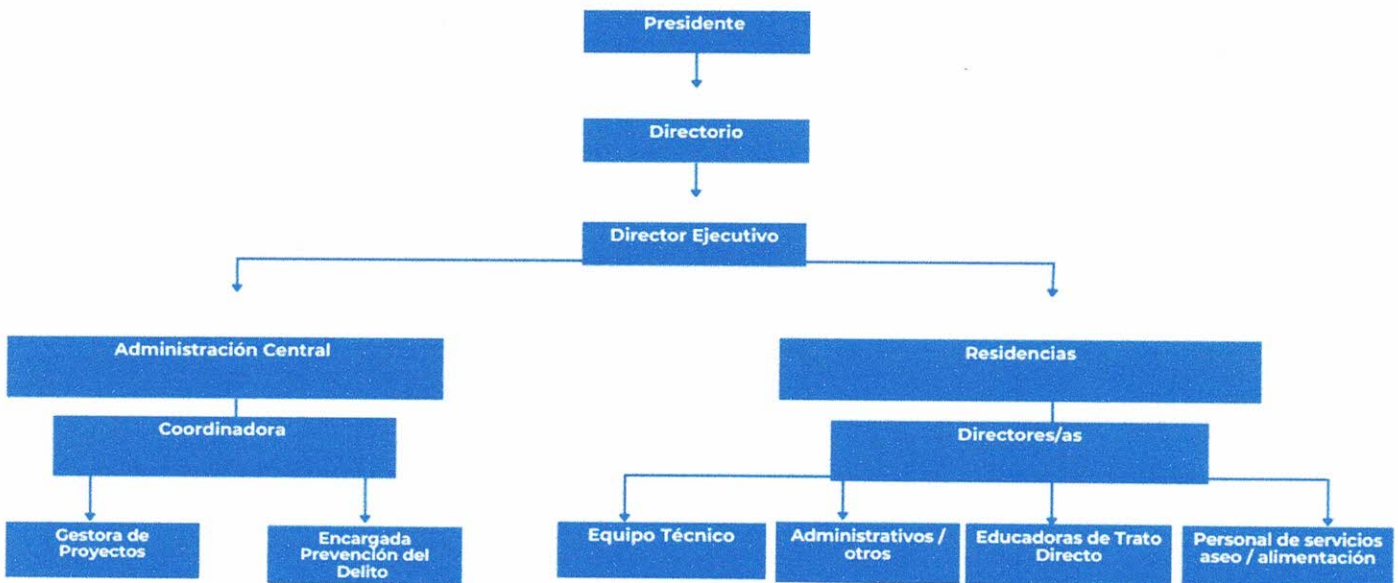 Presidente
Directorio
Director Ejecutivo
Administración Central
Residencias
Coordinadora
Directores/as
Gestora de
Proyectos
Encargada
Prevención del
Delito
Equipo Técnico
Administrativos /
otros
Educadoras de Trato
Directo
Personal de servicios
aseo / alimentación